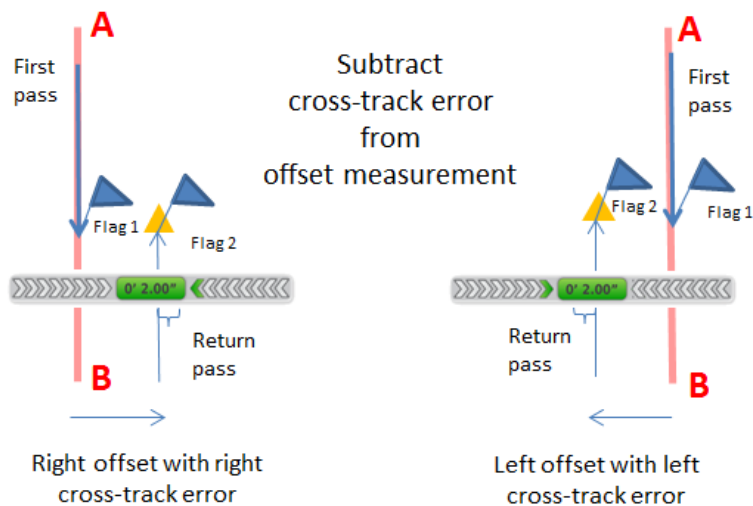 A
First
pass
Flag 1
Flag 2
0' 2.00"
Return
pass
B
Right offset with right
cross-track error
Subtract
cross-track error
from
offset measurement
A
First
pass
Flag 2
Flag 1
0' 2.00"
Return
pass
B
Left offset with left
cross-track error